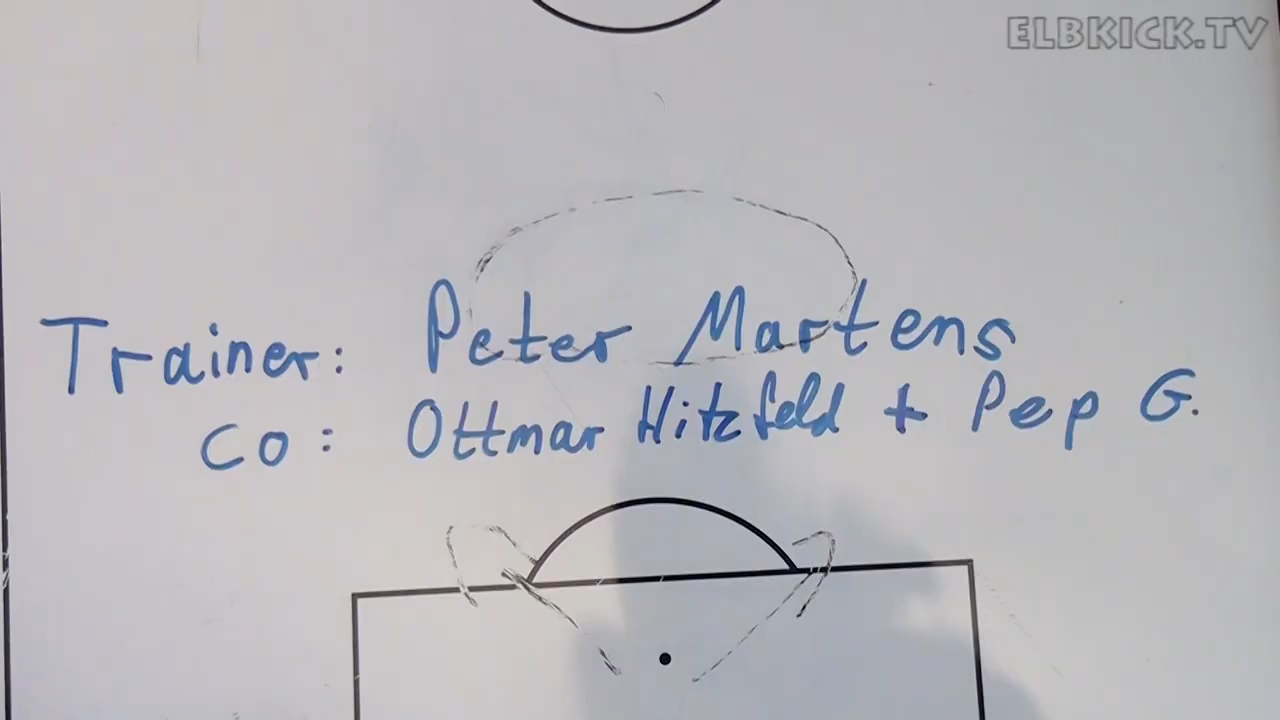 ELBKICK.TV
Trainer: Peter Martens
Co: Ottmar Hitzfeld + Pep G.